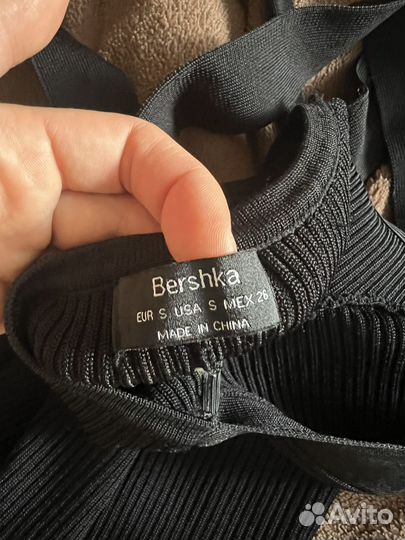 Bershka
EUR S USA S MEX 26
MADE IN CHINA
Avito